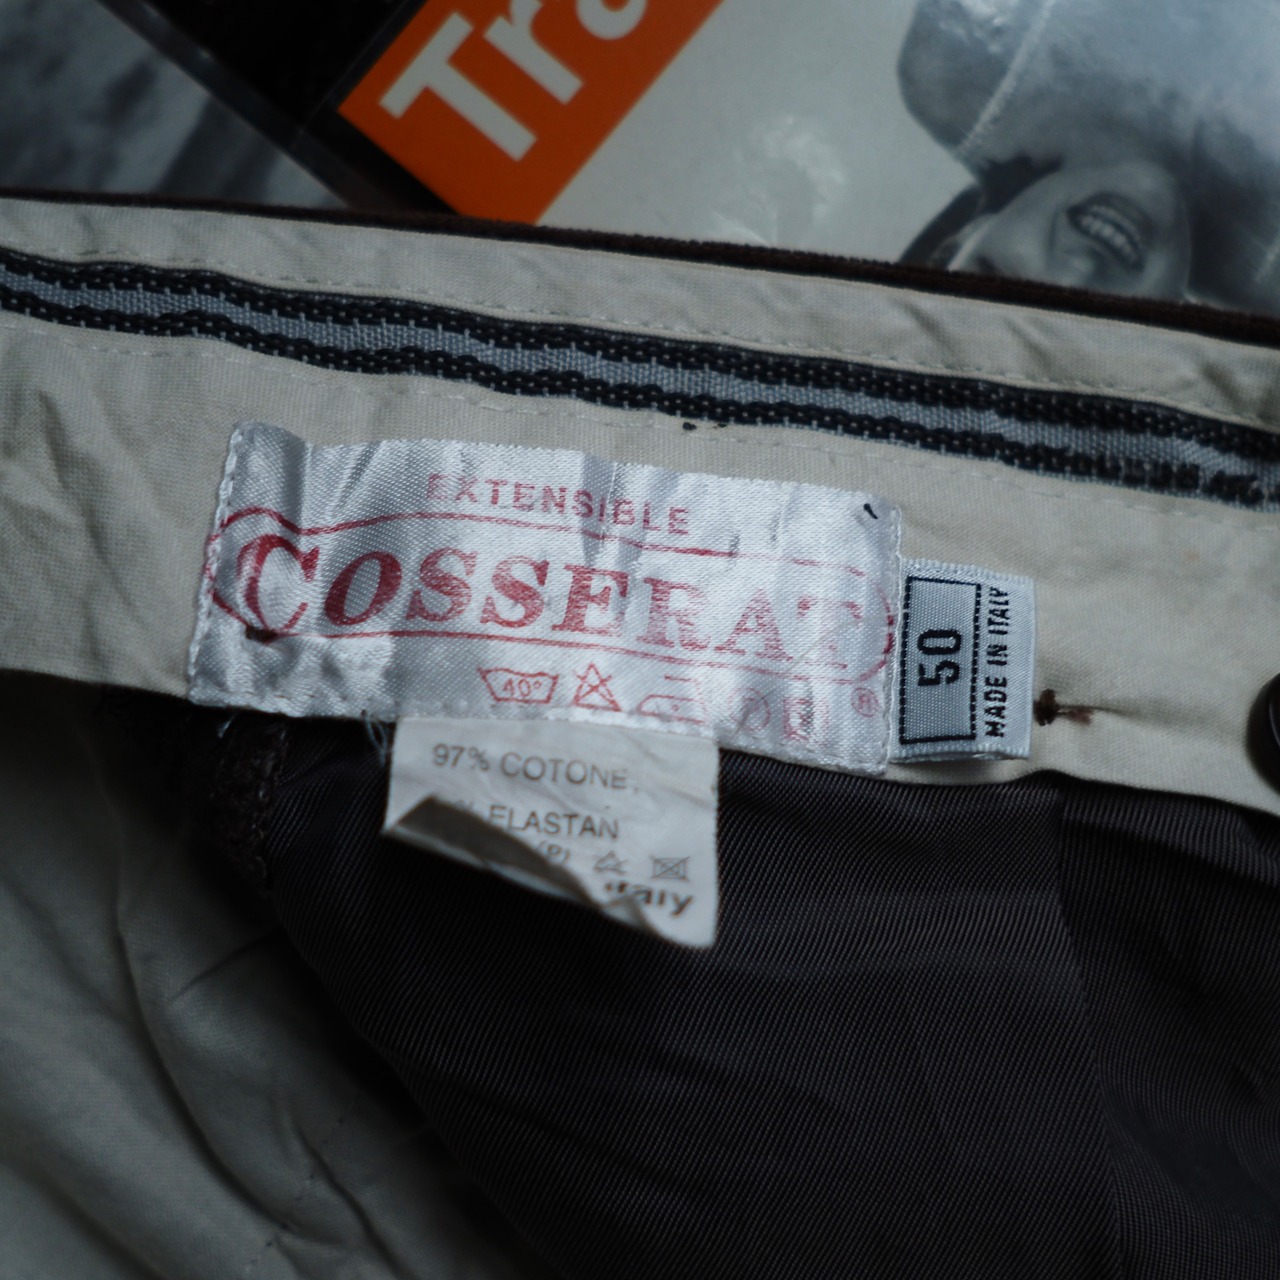 EXTENSIBLE
COSSERAT
40°
®
50
MADE IN ITALY
97% COTONE,
% ELASTAN
(P)